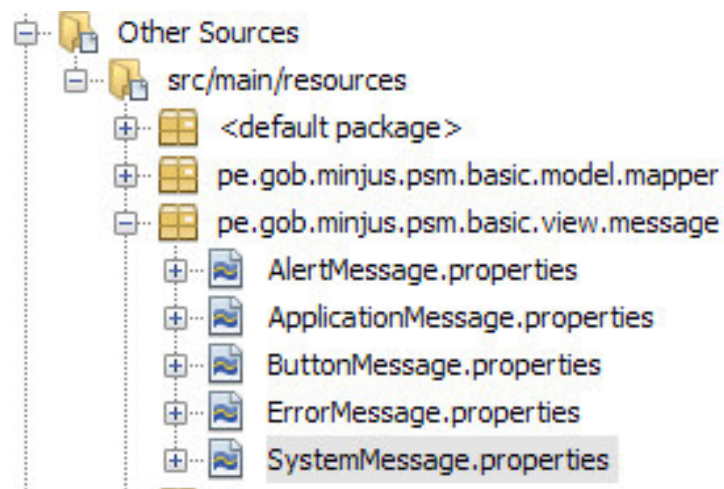 Other Sources
src/main/resources
<default package>
pe.gob.minjus.psm.basic.model.mapper
pe.gob.minjus.psm.basic.view.message
AlertMessage.properties
ApplicationMessage.properties
ButtonMessage.properties
ErrorMessage.properties
SystemMessage.properties